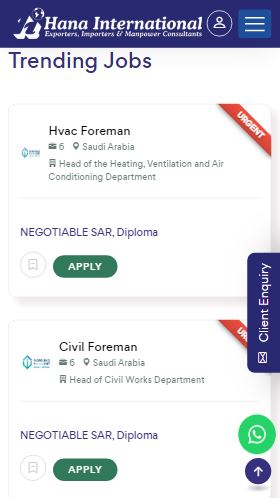 Hana International
Exporters, Importers & Manpower Consultants
Trending Jobs
URGENT
Hvac Foreman
6 Saudi Arabia
Head of the Heating, Ventilation and Air
Conditioning Department
NEGOTIABLE SAR, Diploma
APPLY
Client Enquiry
Civil Foreman
6 Saudi Arabia
Head of Civil Works Department
NEGOTIABLE SAR, Diploma
APPLY